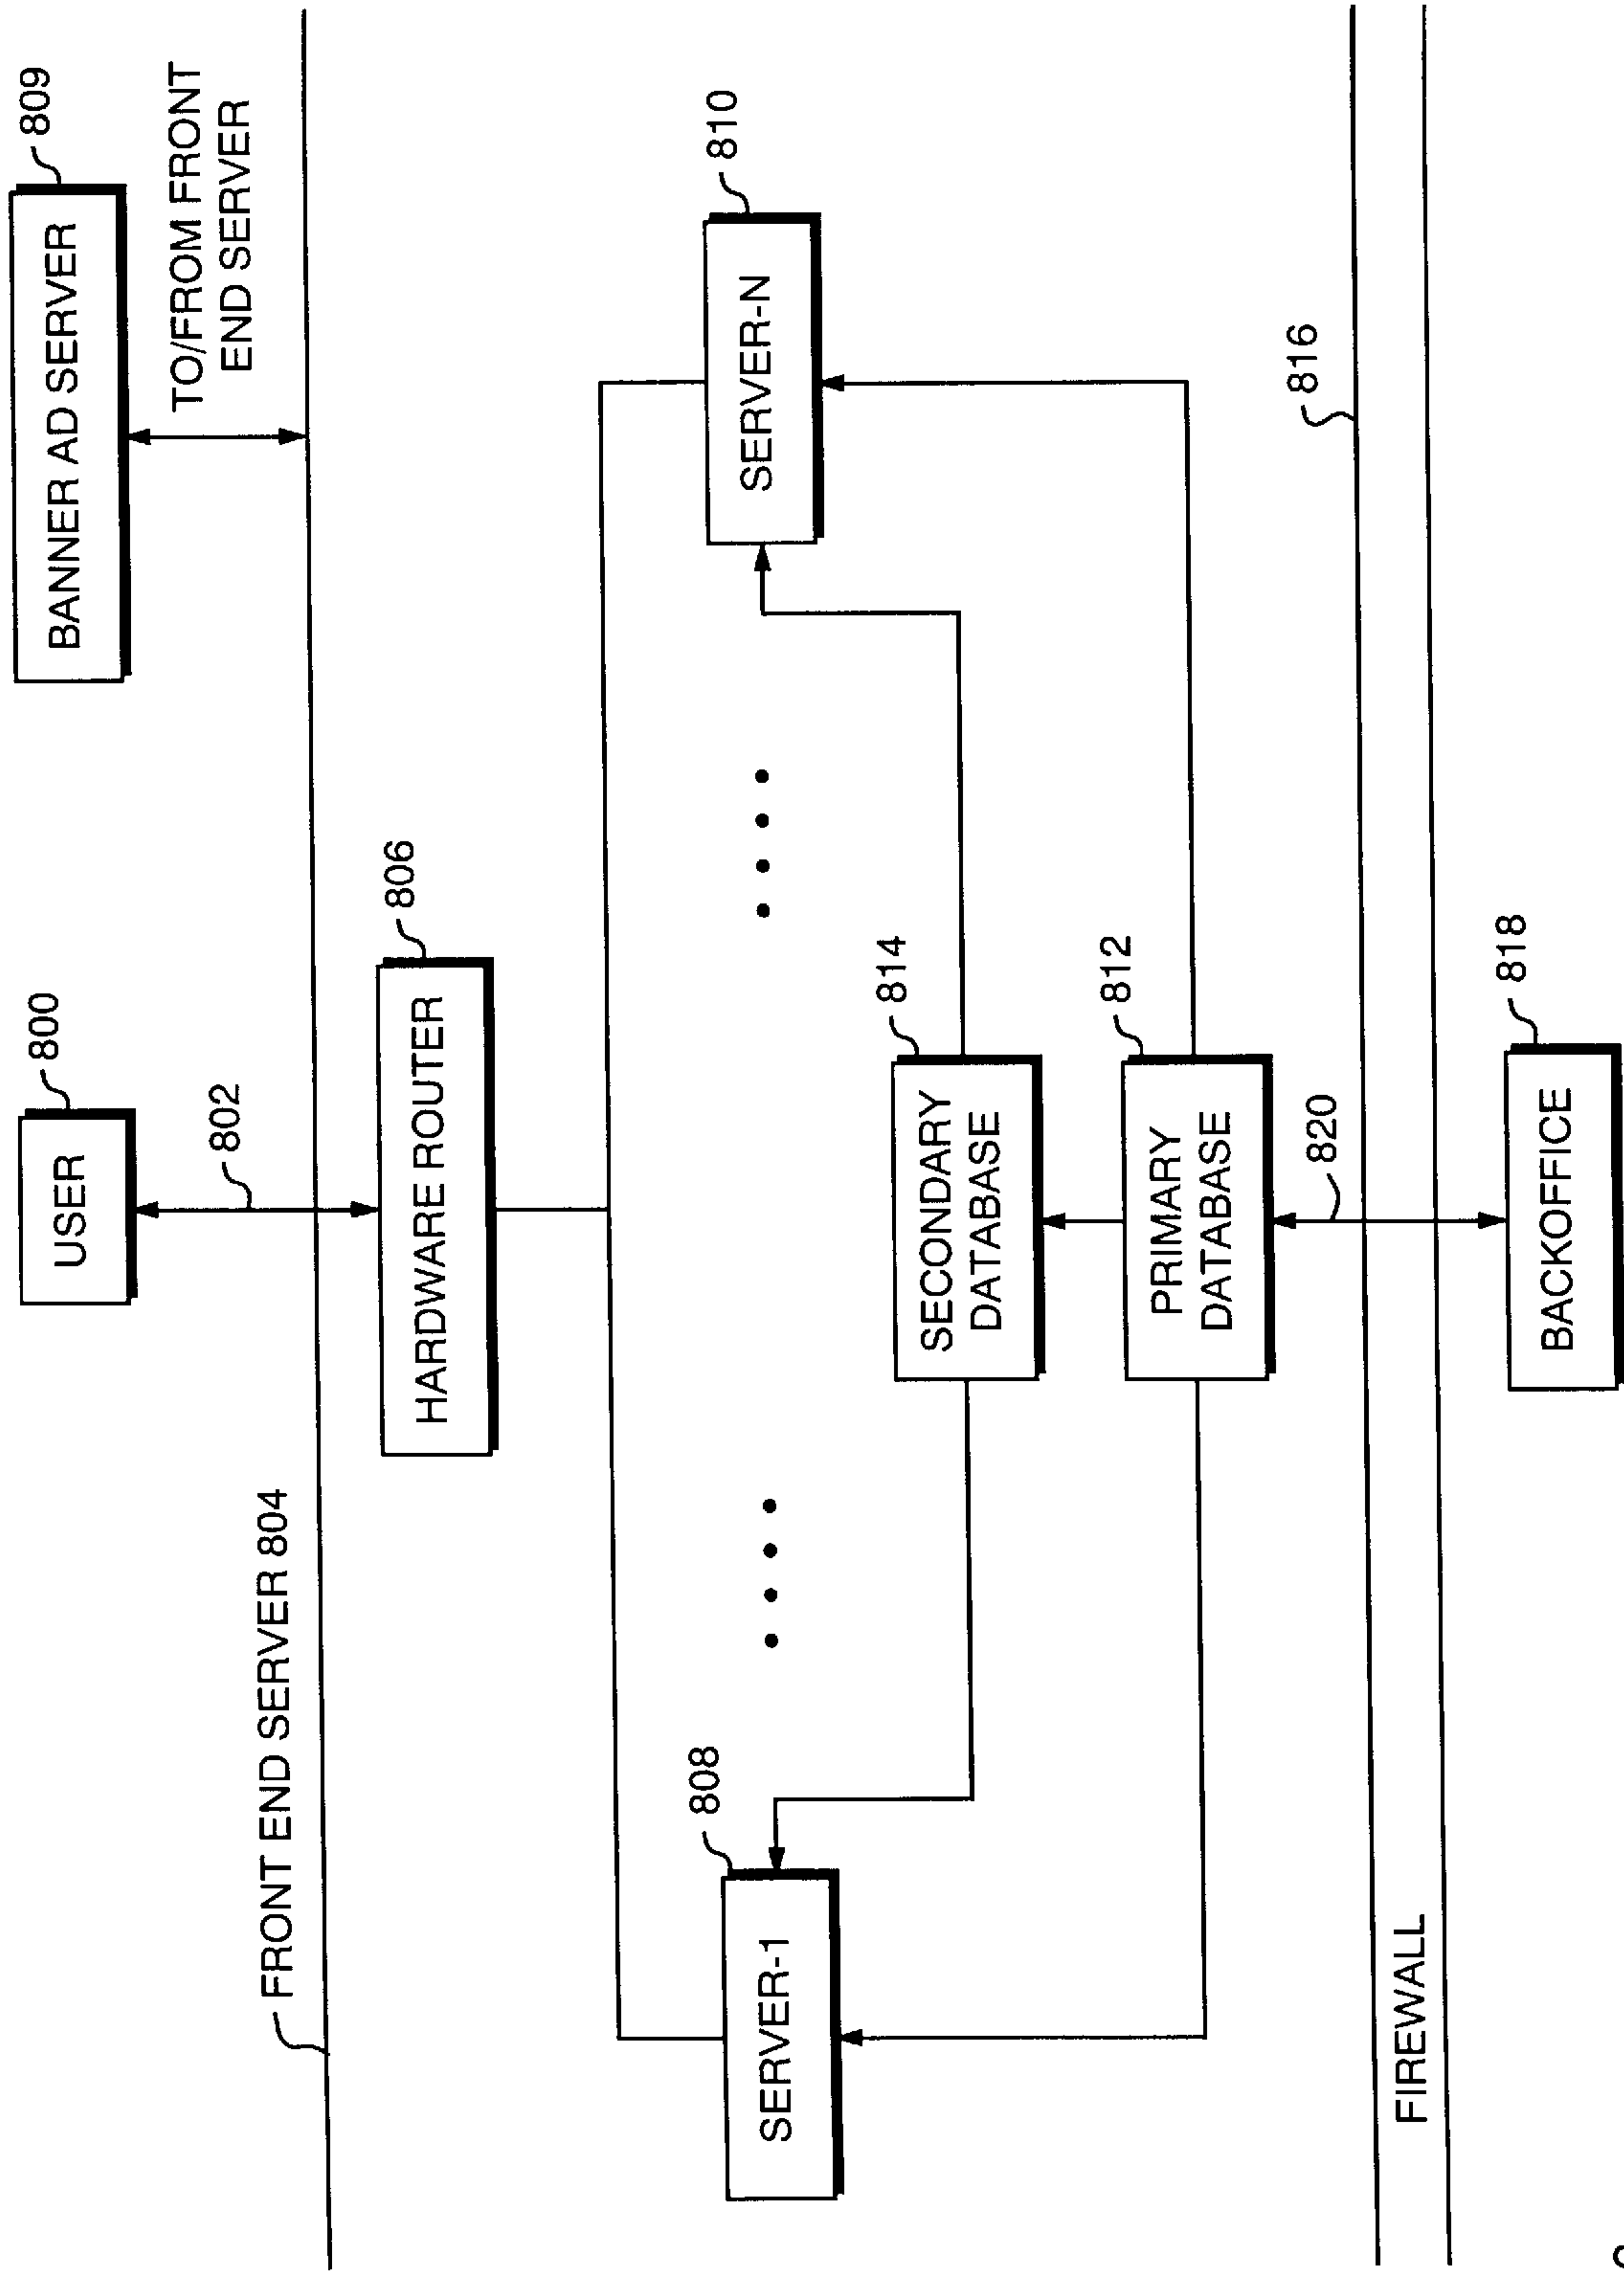 USER
800
BANNER AD SERVER
809
802
TO/FROM FRONT
END SERVER
FRONT END SERVER 804
HARDWARE ROUTER
806
SERVER-1
808
SERVER-N
810
SECONDARY
DATABASE
814
PRIMARY
DATABASE
812
820
816
FIREWALL
BACKOFFICE
818